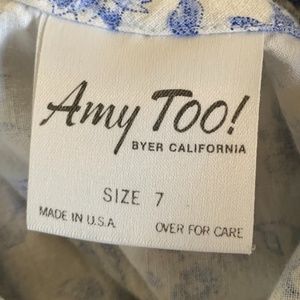 Amy Too!
BYER CALIFORNIA
SIZE 7
MADE IN U.S.A. OVER FOR CARE